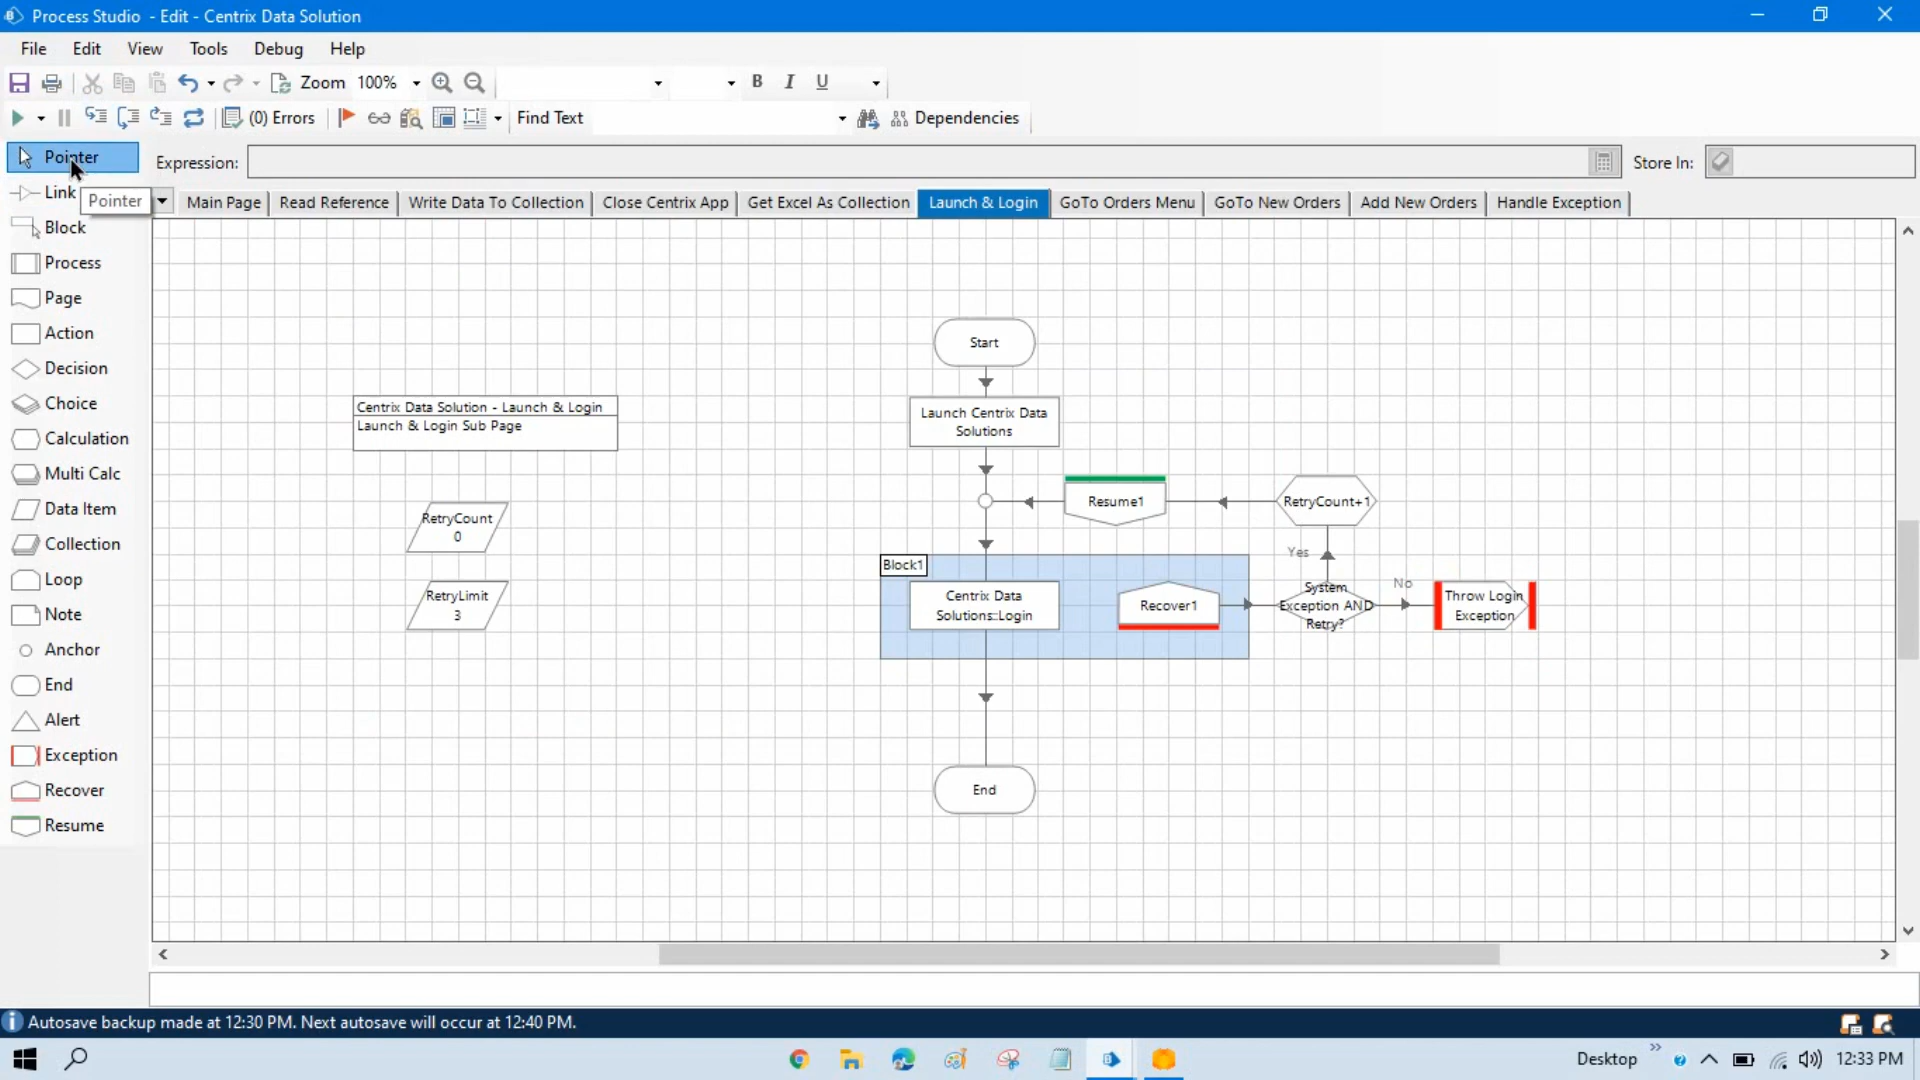 Process Studio - Edit - Centrix Data Solution
File Edit View Tools Debug Help
Zoom 100% B I U
(0) Errors Find Text Dependencies
Pointer
Expression: Store In:
Link
Pointer
Main Page Read Reference Write Data To Collection Close Centrix App Get Excel As Collection Launch & Login GoTo Orders Menu GoTo New Orders Add New Orders Handle Exception
Block
Process
Page
Action
Decision
Choice
Calculation
Multi Calc
Data Item
Collection
Loop
Note
Anchor
End
Alert
Exception
Recover
Resume
Start
Centrix Data Solution - Launch & Login
Launch & Login Sub Page
Launch Centrix Data
Solutions
RetryCount
0
Resume1
RetryCount+1
Yes
Block1
RetryLimit
3
Centrix Data
Solutions::Login
Recover1
System
Exception AND
Retry?
No
Throw Login
Exception
End
Autosave backup made at 12:30 PM. Next autosave will occur at 12:40 PM.
Desktop 12:33 PM